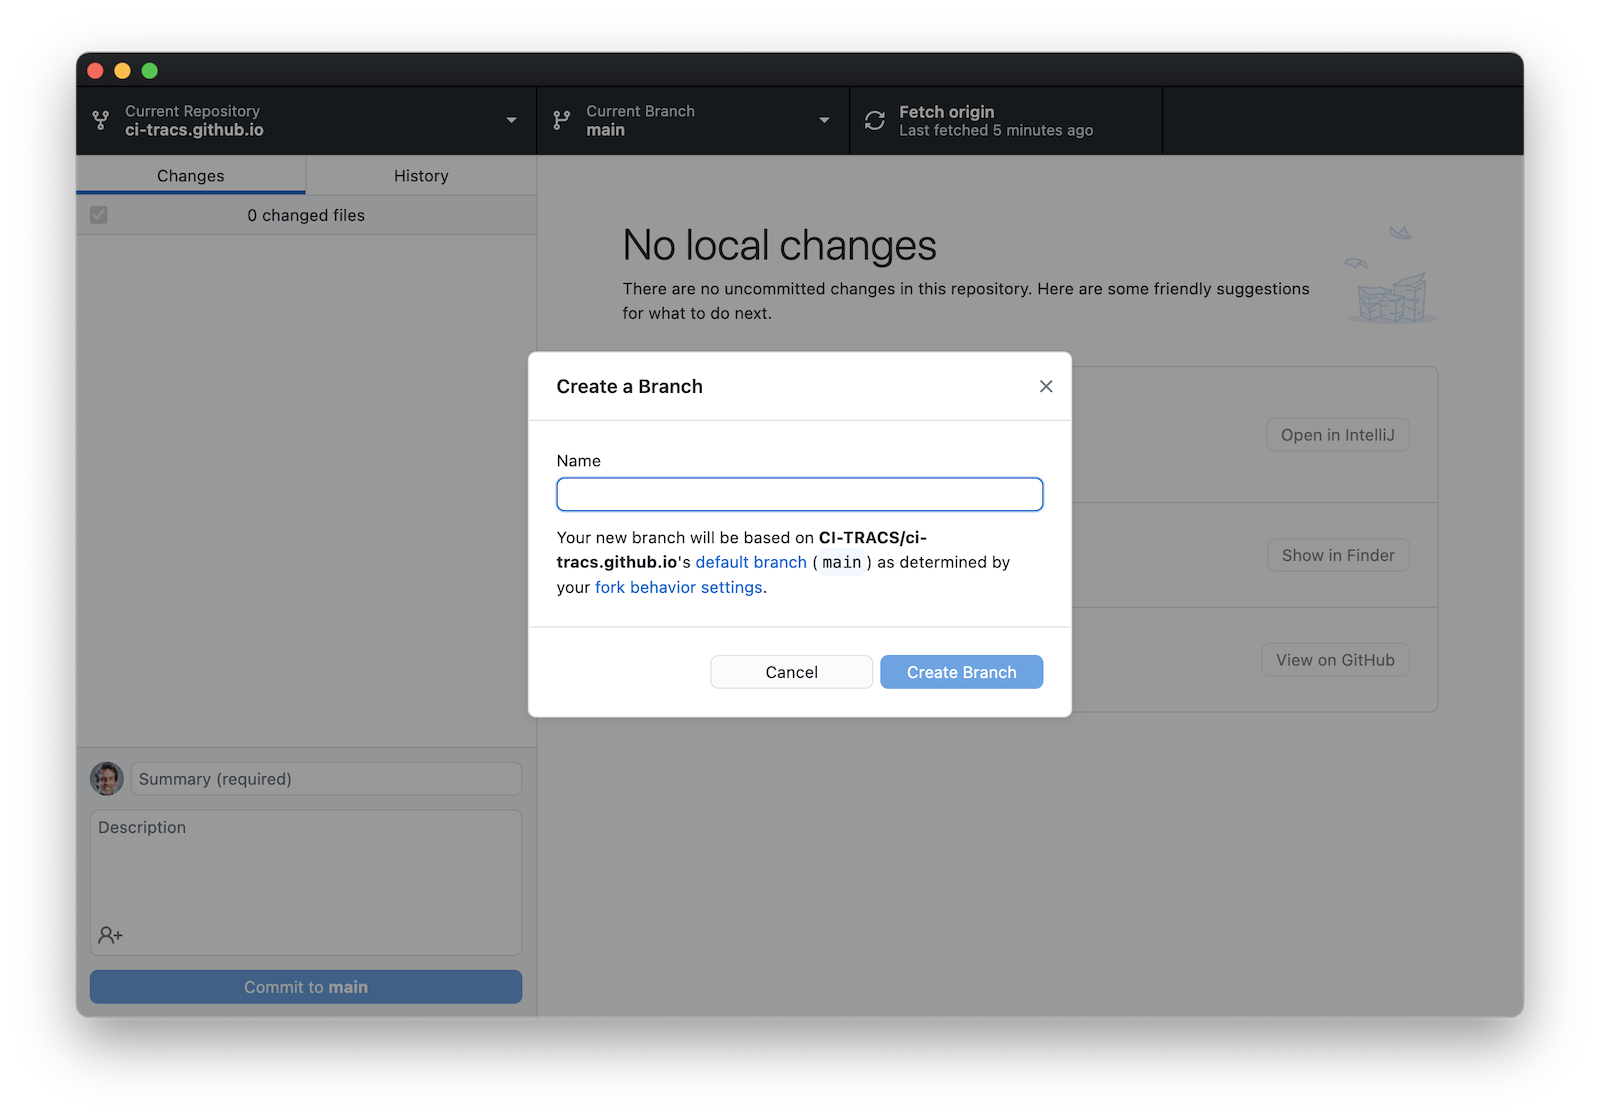 Current Repository
ci-tracs.github.io
Current Branch
main
Fetch origin
Last fetched 5 minutes ago
Changes
History
0 changed files
No local changes
There are no uncommitted changes in this repository. Here are some friendly suggestions
for what to do next.
Create a Branch
Open in IntelliJ
Name
Your new branch will be based on CI-TRACS/ci-
tracs.github.io's default branch (main) as determined by
your fork behavior settings.
Show in Finder
Cancel
Create Branch
View on GitHub
Summary (required)
Description
Commit to main